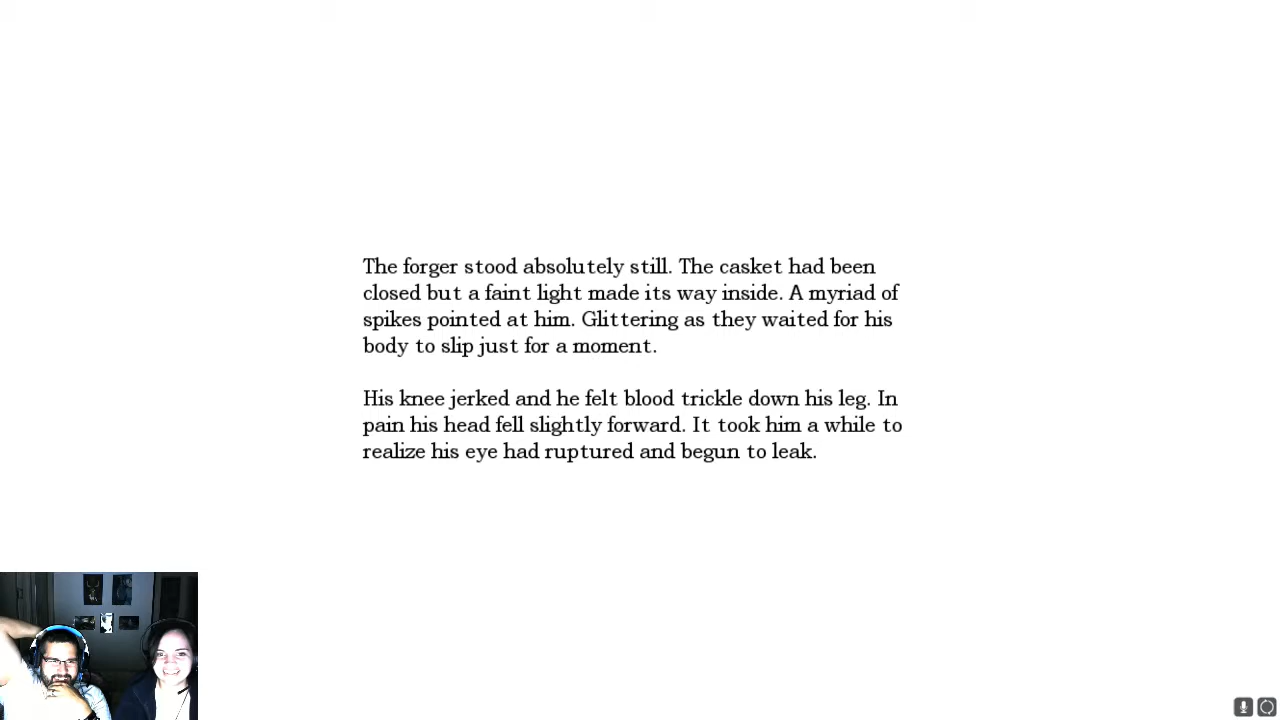 The forger stood absolutely still. The casket had been
closed but a faint light made its way inside. A myriad of
spikes pointed at him. Glittering as they waited for his
body to slip just for a moment.
His knee jerked and he felt blood trickle down his leg. In
pain his head fell slightly forward. It took him a while to
realize his eye had ruptured and begun to leak.